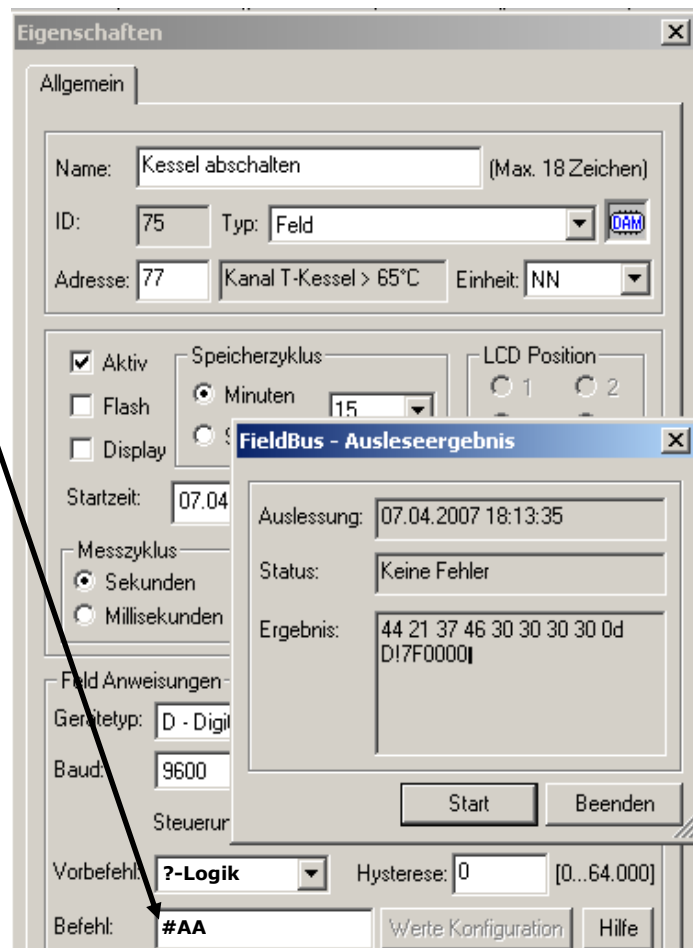 Eigenschaften
Allgemein
Name: Kessel abschalten (Max. 18 Zeichen)
ID: 75 Typ: Feld DAM
Adresse: 77 Kanal T-Kessel > 65°C Einheit: NN
Aktiv Speicherzyklus LCD Position
Minuten 15 1 2
Flash
Display
Startzeit: 07.04
Messzyklus
Sekunden
Millisekunden
FieldBus - Ausleseergebnis
Auslessung: 07.04.2007 18:13:35
Status: Keine Fehler
Ergebnis: 44 21 37 46 30 30 30 30 0d
D!7F0000
Start Beenden
Feld Anweisungen
Gerätetyp: D - Digi
Baud: 9600
Steuerur
Vorbefehl: ?-Logik Hysterese: 0 [0...64.000]
Befehl: #AA Werte Konfiguration Hilfe